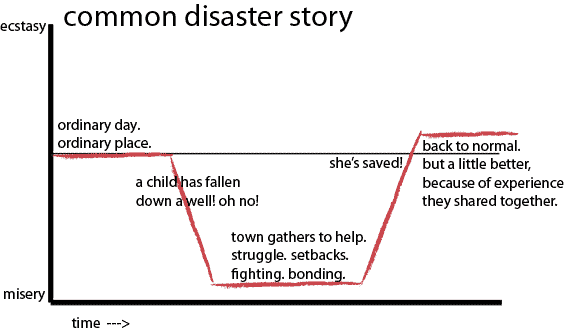 common disaster story
ecstasy
ordinary day.
ordinary place.
a child has fallen
down a well! oh no!
town gathers to help.
struggle. setbacks.
fighting. bonding.
she's saved!
back to normal.
but a little better,
because of experience
they shared together.
misery
time --->